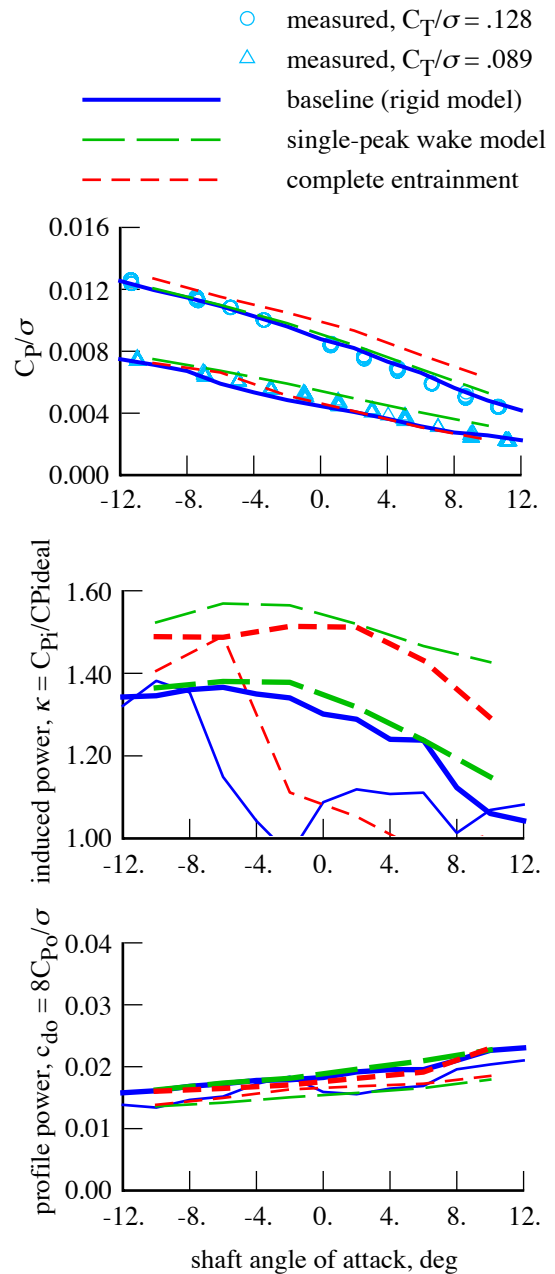 measured, C_T/σ = .128
measured, C_T/σ = .089
baseline (rigid model)
single-peak wake model
complete entrainment
0.016
0.012
0.008
0.004
0.000
C_P/σ
-12. -8. -4. 0. 4. 8. 12.
1.60
1.40
1.20
1.00
induced power, κ = C_Pi/CPideal
-12. -8. -4. 0. 4. 8. 12.
0.04
0.03
0.02
0.01
0.00
profile power, c_do = 8C_Po/σ
-12. -8. -4. 0. 4. 8. 12.
shaft angle of attack, deg